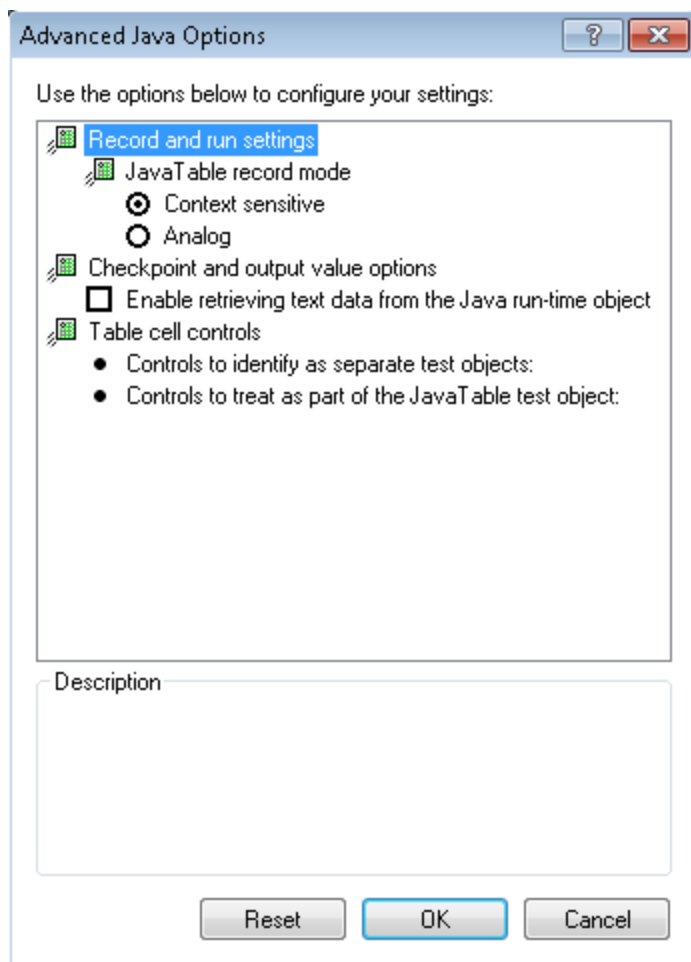 Advanced Java Options
Use the options below to configure your settings:
Record and run settings
JavaTable record mode
Context sensitive
Analog
Checkpoint and output value options
Enable retrieving text data from the Java run-time object
Table cell controls
Controls to identify as separate test objects:
Controls to treat as part of the JavaTable test object:
Description
Reset OK Cancel